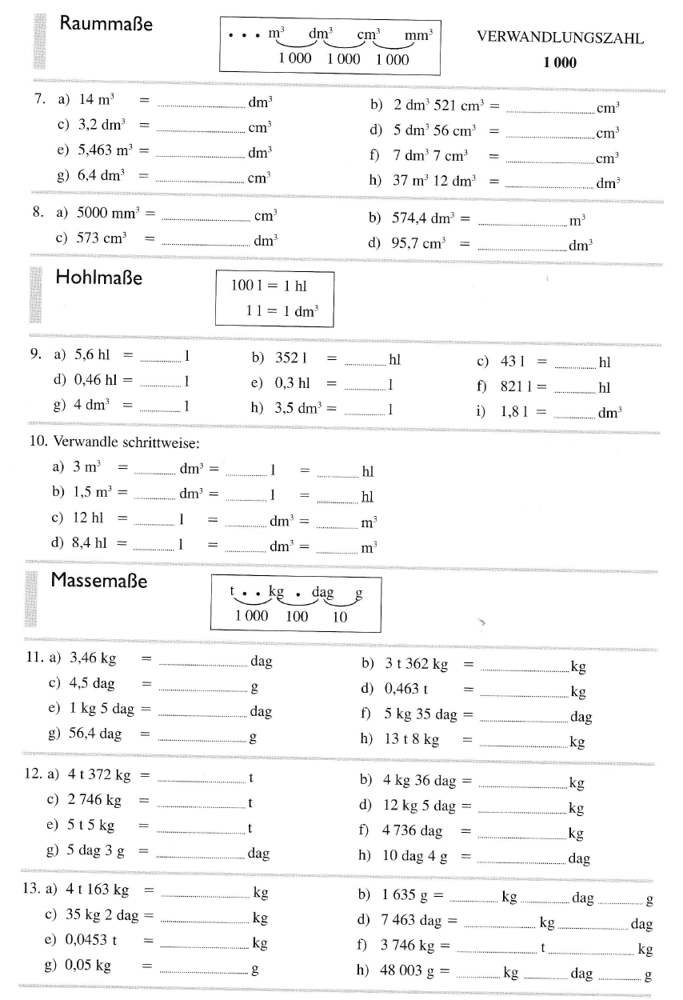 Raummaße
. . . m³ dm³ cm³ mm³
1 000 1 000 1 000
VERWANDLUNGSZAHL
1 000
7. a) 14 m³ = ............ dm³ b) 2 dm³ 521 cm³ = ............ cm³
c) 3,2 dm³ = ............ cm³ d) 5 dm³ 56 cm³ = ............ cm³
e) 5,463 m³ = ............ dm³ f) 7 dm³ 7 cm³ = ............ cm³
g) 6,4 dm³ = ............ cm³ h) 37 m³ 12 dm³ = ............ dm³
8. a) 5000 mm³ = ............ cm³ b) 574,4 dm³ = ............ m³
c) 573 cm³ = ............ dm³ d) 95,7 cm³ = ............ dm³
Hohlmaße
100 l = 1 hl
1 l = 1 dm³
9. a) 5,6 hl = ............ l b) 352 l = ............ hl c) 43 l = ............ hl
d) 0,46 hl = ............ l e) 0,3 hl = ............ l f) 821 l = ............ hl
g) 4 dm³ = ............ l h) 3,5 dm³ = ............ l i) 1,8 l = ............ dm³
10. Verwandle schrittweise:
a) 3 m³ = ............ dm³ = ............ l = ............ hl
b) 1,5 m³ = ............ dm³ = ............ l = ............ hl
c) 12 hl = ............ l = ............ dm³ = ............ m³
d) 8,4 hl = ............ l = ............ dm³ = ............ m³
Massemaße
t . . kg . dag g
1 000 100 10
11. a) 3,46 kg = ............ dag b) 3 t 362 kg = ............ kg
c) 4,5 dag = ............ g d) 0,463 t = ............ kg
e) 1 kg 5 dag = ............ dag f) 5 kg 35 dag = ............ dag
g) 56,4 dag = ............ g h) 13 t 8 kg = ............ kg
12. a) 4 t 372 kg = ............ t b) 4 kg 36 dag = ............ kg
c) 2 746 kg = ............ t d) 12 kg 5 dag = ............ kg
e) 5 t 5 kg = ............ t f) 4 736 dag = ............ kg
g) 5 dag 3 g = ............ dag h) 10 dag 4 g = ............ dag
13. a) 4 t 163 kg = ............ kg b) 1 635 g = ............ kg ............ dag ............ g
c) 35 kg 2 dag = ............ kg d) 7 463 dag = ............ kg ............ dag
e) 0,0453 t = ............ kg f) 3 746 kg = ............ t ............ kg
g) 0,05 kg = ............ g h) 48 003 g = ............ kg ............ dag ............ g